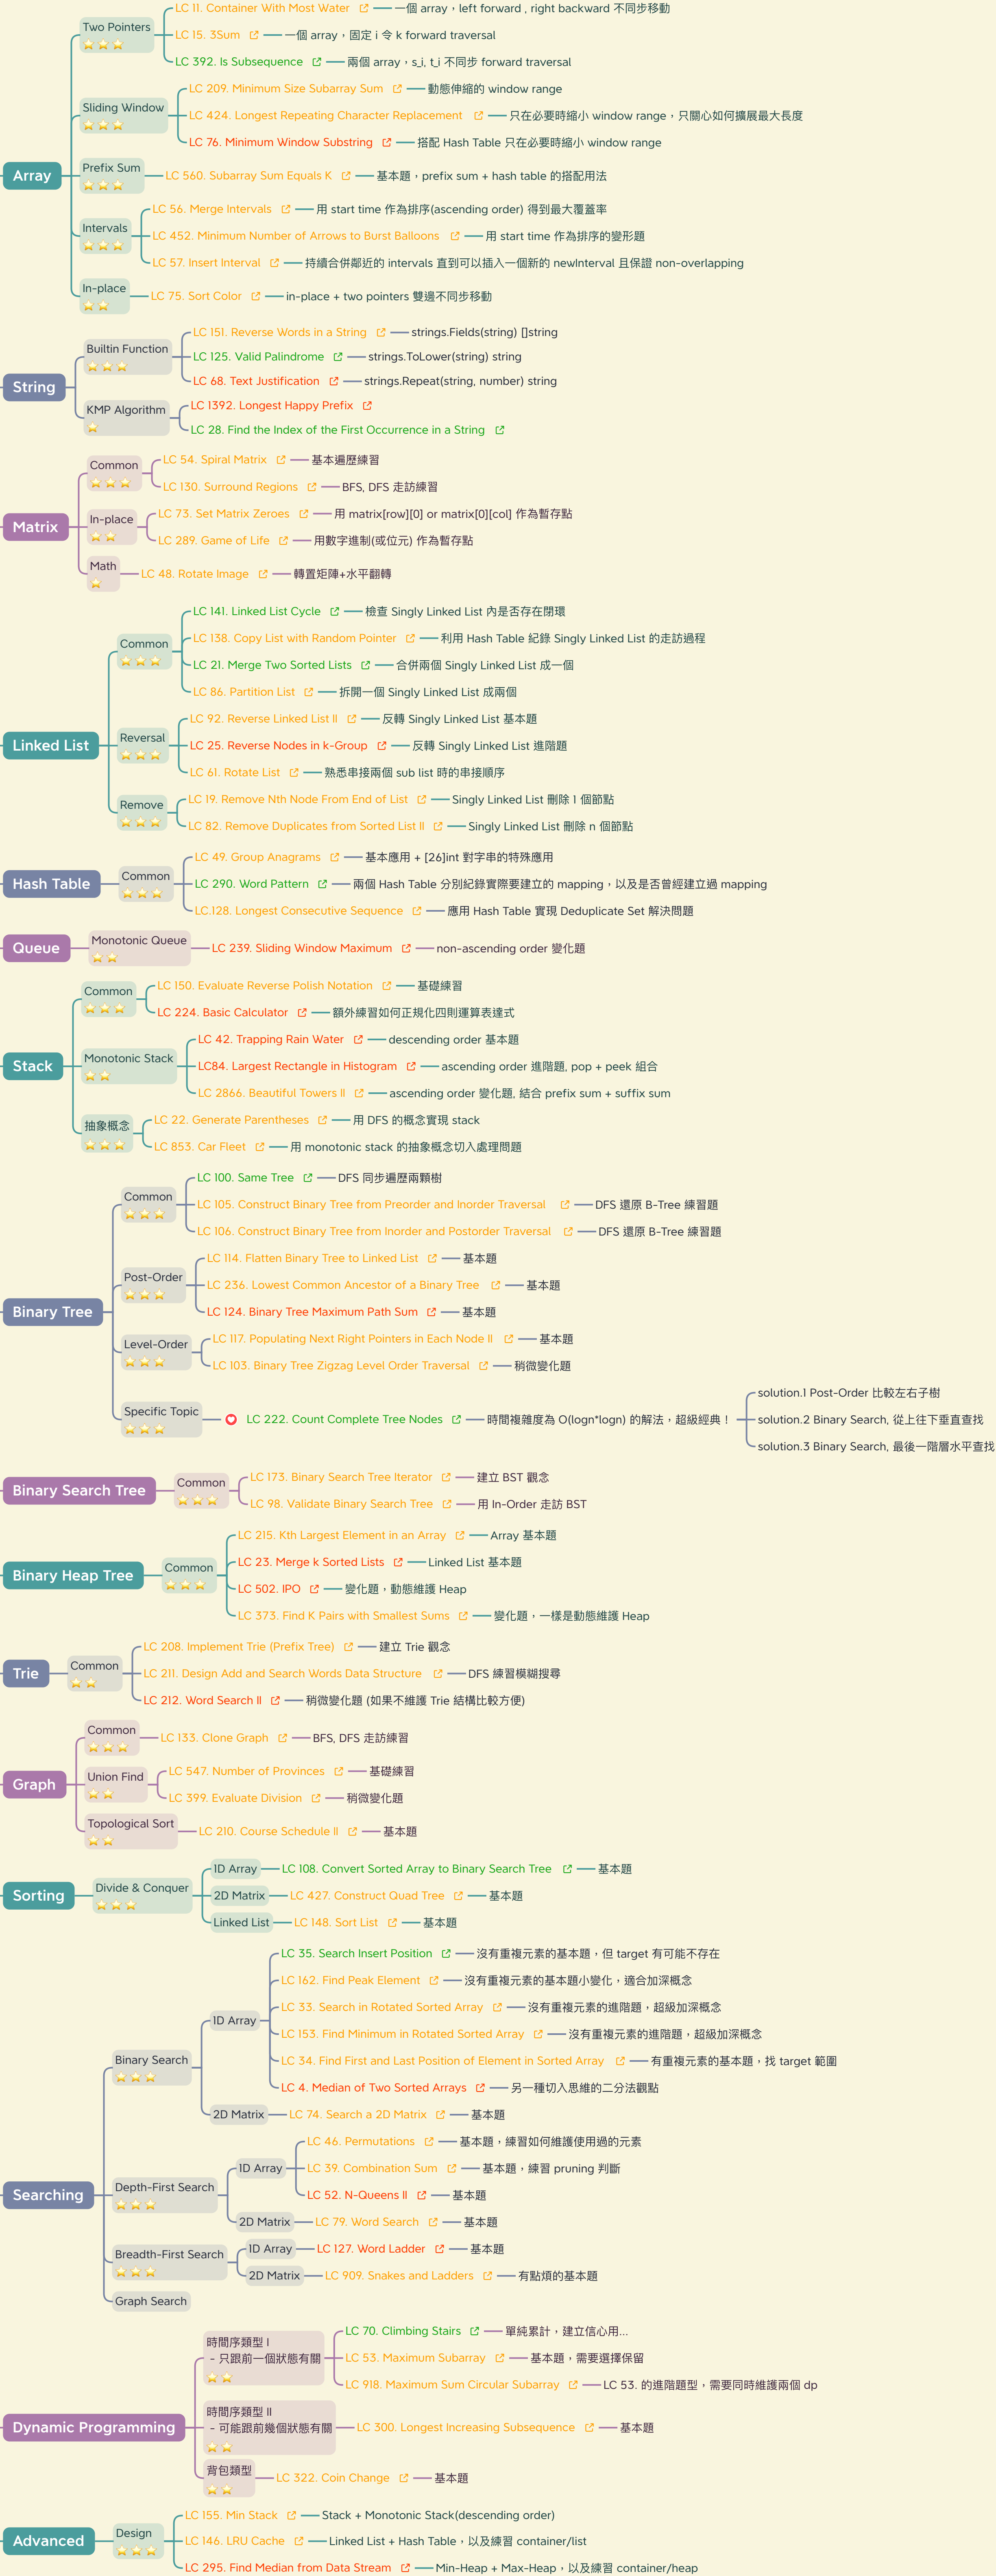 Array
Two Pointers
LC 11. Container With Most Water 一個 array，left forward , right backward 不同步移動
LC 15. 3Sum 一個 array，固定 i 令 k forward traversal
LC 392. Is Subsequence 兩個 array，s_i, t_i 不同步 forward traversal
Sliding Window
LC 209. Minimum Size Subarray Sum 動態伸縮的 window range
LC 424. Longest Repeating Character Replacement 只在必要時縮小 window range，只關心如何擴展最大長度
LC 76. Minimum Window Substring 搭配 Hash Table 只在必要時縮小 window range
Prefix Sum
LC 560. Subarray Sum Equals K 基本題，prefix sum + hash table 的搭配用法
Intervals
LC 56. Merge Intervals 用 start time 作為排序(ascending order) 得到最大覆蓋率
LC 452. Minimum Number of Arrows to Burst Balloons 用 start time 作為排序的變形題
LC 57. Insert Interval 持續合併鄰近的 intervals 直到可以插入一個新的 newInterval 且保證 non-overlapping
In-place
LC 75. Sort Color in-place + two pointers 雙邊不同步移動
String
Builtin Function
LC 151. Reverse Words in a String strings.Fields(string) []string
LC 125. Valid Palindrome strings.ToLower(string) string
LC 68. Text Justification strings.Repeat(string, number) string
KMP Algorithm
LC 1392. Longest Happy Prefix
LC 28. Find the Index of the First Occurrence in a String
Matrix
Common
LC 54. Spiral Matrix 基本遍歷練習
LC 130. Surround Regions BFS, DFS 走訪練習
In-place
LC 73. Set Matrix Zeroes 用 matrix[row][0] or matrix[0][col] 作為暫存點
LC 289. Game of Life 用數字進制(或位元) 作為暫存點
Math
LC 48. Rotate Image 轉置矩陣+水平翻轉
Linked List
Common
LC 141. Linked List Cycle 檢查 Singly Linked List 內是否存在閉環
LC 138. Copy List with Random Pointer 利用 Hash Table 紀錄 Singly Linked List 的走訪過程
LC 21. Merge Two Sorted Lists 合併兩個 Singly Linked List 成一個
LC 86. Partition List 拆開一個 Singly Linked List 成兩個
Reversal
LC 92. Reverse Linked List II 反轉 Singly Linked List 基本題
LC 25. Reverse Nodes in k-Group 反轉 Singly Linked List 進階題
LC 61. Rotate List 熟悉串接兩個 sub list 時的串接順序
Remove
LC 19. Remove Nth Node From End of List Singly Linked List 刪除 1 個節點
LC 82. Remove Duplicates from Sorted List II Singly Linked List 刪除 n 個節點
Hash Table
Common
LC 49. Group Anagrams 基本應用 + [26]int 對字串的特殊應用
LC 290. Word Pattern 兩個 Hash Table 分別紀錄實際要建立的 mapping，以及是否曾經建立過 mapping
LC.128. Longest Consecutive Sequence 應用 Hash Table 實現 Deduplicate Set 解決問題
Queue
Monotonic Queue
LC 239. Sliding Window Maximum non-ascending order 變化題
Stack
Common
LC 150. Evaluate Reverse Polish Notation 基礎練習
LC 224. Basic Calculator 額外練習如何正規化四則運算表達式
Monotonic Stack
LC 42. Trapping Rain Water descending order 基本題
LC84. Largest Rectangle in Histogram ascending order 進階題, pop + peek 組合
LC 2866. Beautiful Towers II ascending order 變化題, 結合 prefix sum + suffix sum
抽象概念
LC 22. Generate Parentheses 用 DFS 的概念實現 stack
LC 853. Car Fleet 用 monotonic stack 的抽象概念切入處理問題
Binary Tree
Common
LC 100. Same Tree DFS 同步遍歷兩顆樹
LC 105. Construct Binary Tree from Preorder and Inorder Traversal DFS 還原 B-Tree 練習題
LC 106. Construct Binary Tree from Inorder and Postorder Traversal DFS 還原 B-Tree 練習題
Post-Order
LC 114. Flatten Binary Tree to Linked List 基本題
LC 236. Lowest Common Ancestor of a Binary Tree 基本題
LC 124. Binary Tree Maximum Path Sum 基本題
Level-Order
LC 117. Populating Next Right Pointers in Each Node II 基本題
LC 103. Binary Tree Zigzag Level Order Traversal 稍微變化題
Specific Topic
LC 222. Count Complete Tree Nodes 時間複雜度為 O(logn*logn) 的解法，超級經典！
solution.1 Post-Order 比較左右子樹
solution.2 Binary Search, 從上往下垂直查找
solution.3 Binary Search, 最後一階層水平查找
Binary Search Tree
Common
LC 173. Binary Search Tree Iterator 建立 BST 觀念
LC 98. Validate Binary Search Tree 用 In-Order 走訪 BST
Binary Heap Tree
Common
LC 215. Kth Largest Element in an Array Array 基本題
LC 23. Merge k Sorted Lists Linked List 基本題
LC 502. IPO 變化題，動態維護 Heap
LC 373. Find K Pairs with Smallest Sums 變化題，一樣是動態維護 Heap
Trie
Common
LC 208. Implement Trie (Prefix Tree) 建立 Trie 觀念
LC 211. Design Add and Search Words Data Structure DFS 練習模糊搜尋
LC 212. Word Search II 稍微變化題 (如果不維護 Trie 結構比較方便)
Graph
Common
LC 133. Clone Graph BFS, DFS 走訪練習
Union Find
LC 547. Number of Provinces 基礎練習
LC 399. Evaluate Division 稍微變化題
Topological Sort
LC 210. Course Schedule II 基本題
Sorting
Divide & Conquer
1D Array LC 108. Convert Sorted Array to Binary Search Tree 基本題
2D Matrix LC 427. Construct Quad Tree 基本題
Linked List LC 148. Sort List 基本題
Searching
Binary Search
1D Array
LC 35. Search Insert Position 沒有重複元素的基本題，但 target 有可能不存在
LC 162. Find Peak Element 沒有重複元素的基本題小變化，適合加深概念
LC 33. Search in Rotated Sorted Array 沒有重複元素的進階題，超級加深概念
LC 153. Find Minimum in Rotated Sorted Array 沒有重複元素的進階題，超級加深概念
LC 34. Find First and Last Position of Element in Sorted Array 有重複元素的基本題，找 target 範圍
LC 4. Median of Two Sorted Arrays 另一種切入思維的二分法觀點
2D Matrix LC 74. Search a 2D Matrix 基本題
Depth-First Search
1D Array
LC 46. Permutations 基本題，練習如何維護使用過的元素
LC 39. Combination Sum 基本題，練習 pruning 判斷
LC 52. N-Queens II 基本題
2D Matrix LC 79. Word Search 基本題
Breadth-First Search
1D Array LC 127. Word Ladder 基本題
2D Matrix LC 909. Snakes and Ladders 有點煩的基本題
Graph Search
Dynamic Programming
時間序類型 I
- 只跟前一個狀態有關
LC 70. Climbing Stairs 單純累計，建立信心用...
LC 53. Maximum Subarray 基本題，需要選擇保留
LC 918. Maximum Sum Circular Subarray LC 53. 的進階題型，需要同時維護兩個 dp
時間序類型 II
- 可能跟前幾個狀態有關
LC 300. Longest Increasing Subsequence 基本題
背包類型
LC 322. Coin Change 基本題
Advanced
Design
LC 155. Min Stack Stack + Monotonic Stack(descending order)
LC 146. LRU Cache Linked List + Hash Table，以及練習 container/list
LC 295. Find Median from Data Stream Min-Heap + Max-Heap，以及練習 container/heap